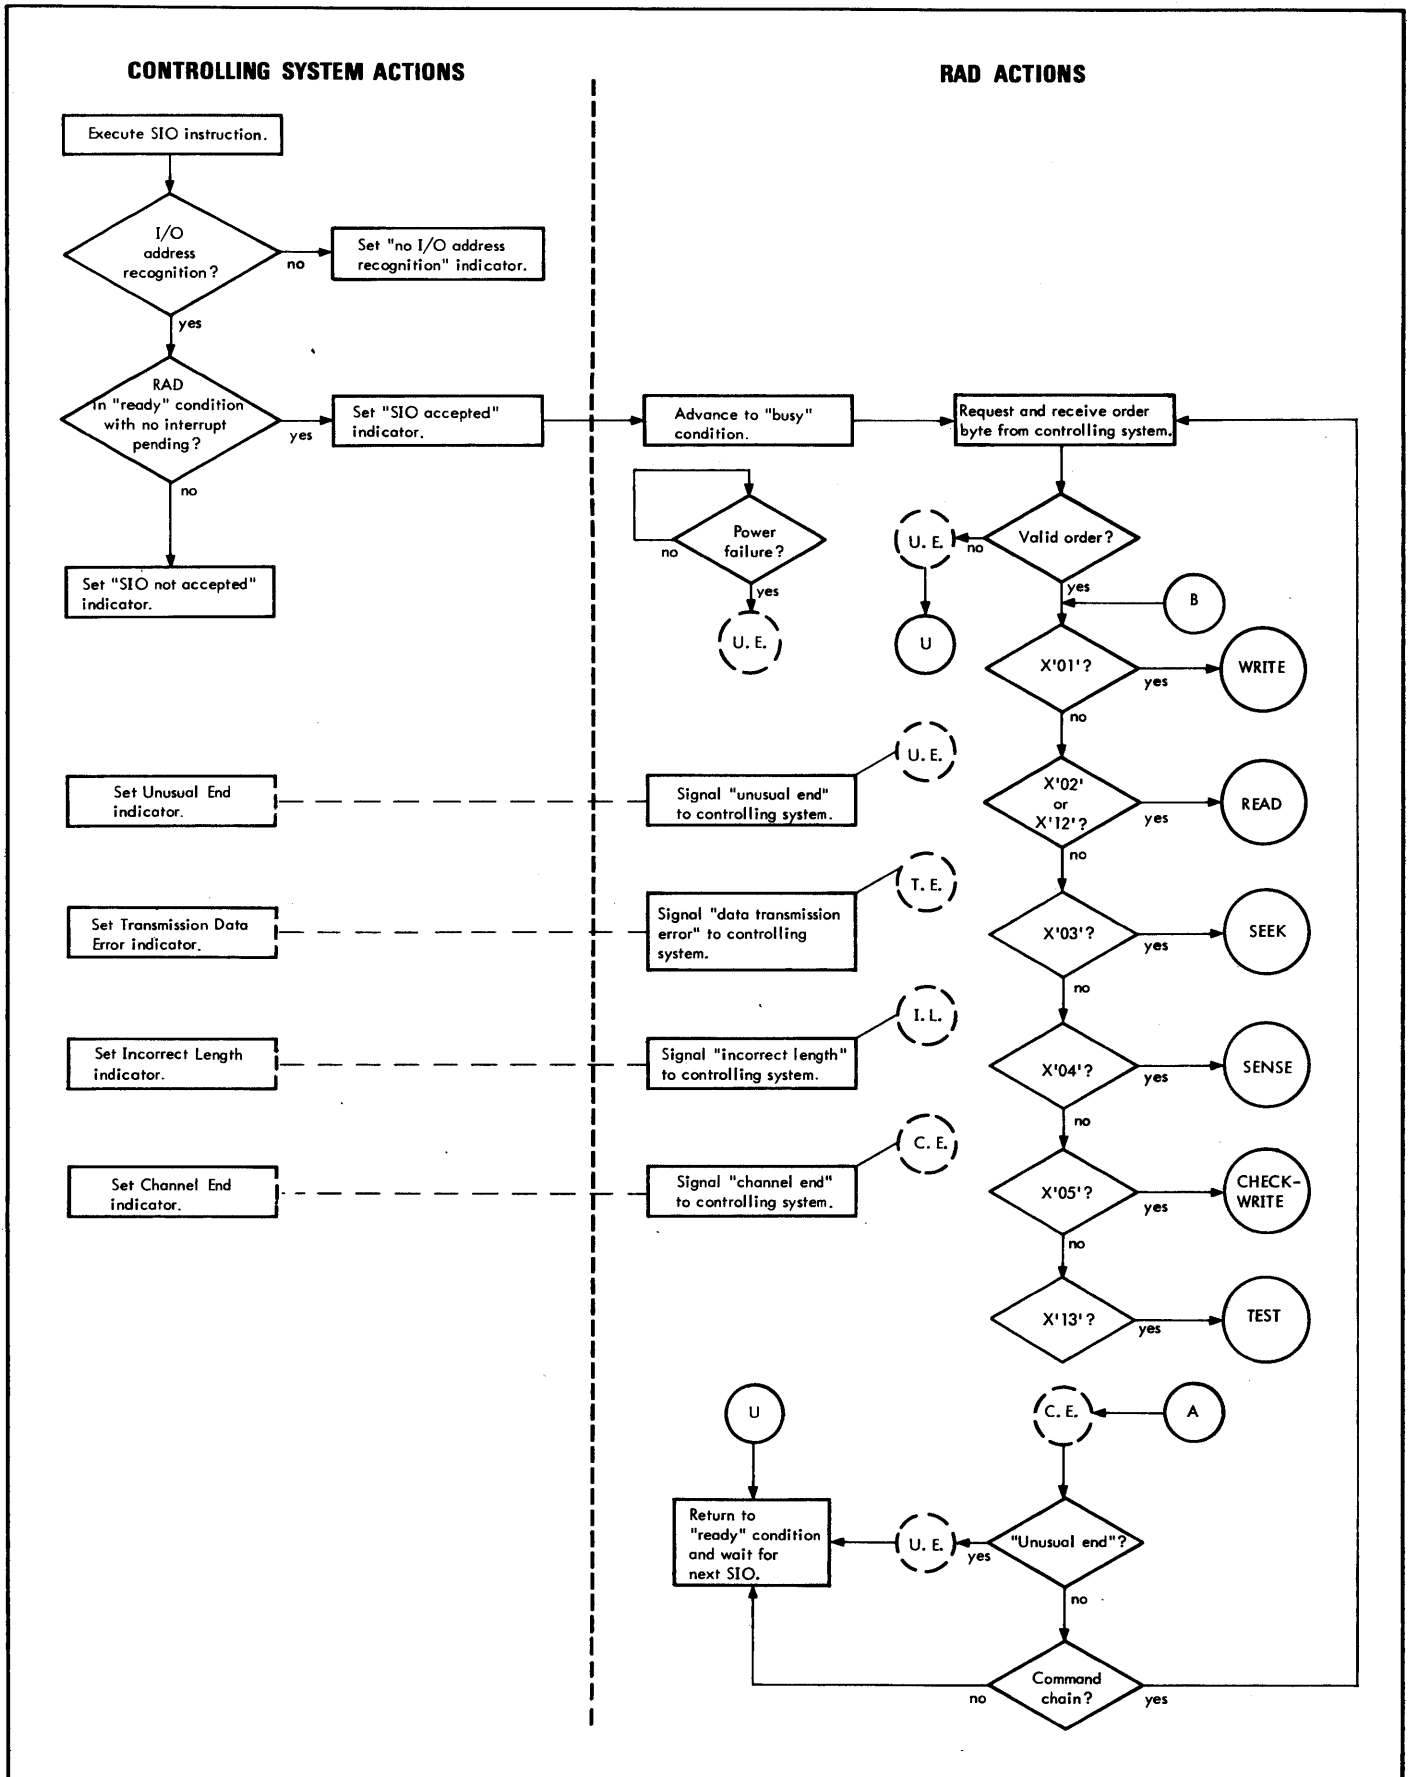 CONTROLLING SYSTEM ACTIONS
RAD ACTIONS
Execute SIO instruction.
I/O
address
recognition?
no
Set "no I/O address
recognition" indicator.
yes
RAD
in "ready" condition
with no interrupt
pending?
yes
Set "SIO accepted"
indicator.
Advance to "busy"
condition.
Request and receive order
byte from controlling system.
no
Set "SIO not accepted"
indicator.
Power
failure?
no
yes
U. E.
Valid order?
no
U. E.
U
yes
B
X'01'?
yes
WRITE
no
X'02'
or
X'12'?
yes
READ
no
X'03'?
yes
SEEK
no
X'04'?
yes
SENSE
no
X'05'?
yes
CHECK-
WRITE
no
X'13'?
yes
TEST
U. E.
Set Unusual End
indicator.
Signal "unusual end"
to controlling system.
T. E.
Set Transmission Data
Error indicator.
Signal "data transmission
error" to controlling
system.
I. L.
Set Incorrect Length
indicator.
Signal "incorrect length"
to controlling system.
C. E.
Set Channel End
indicator.
Signal "channel end"
to controlling system.
U
C. E.
A
Return to
"ready" condition
and wait for
next SIO.
U. E.
yes
"Unusual end"?
no
Command
chain?
no
yes